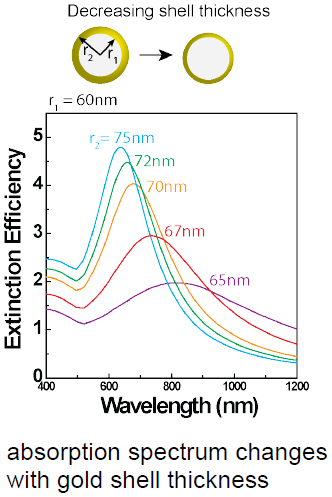 Decreasing shell thickness
r2 r1
r1 = 60nm
r2= 75nm
72nm
70nm
67nm
65nm
5
4
3
2
1
0
Extinction Efficiency
400 600 800 1000 1200
Wavelength (nm)
absorption spectrum changes
with gold shell thickness